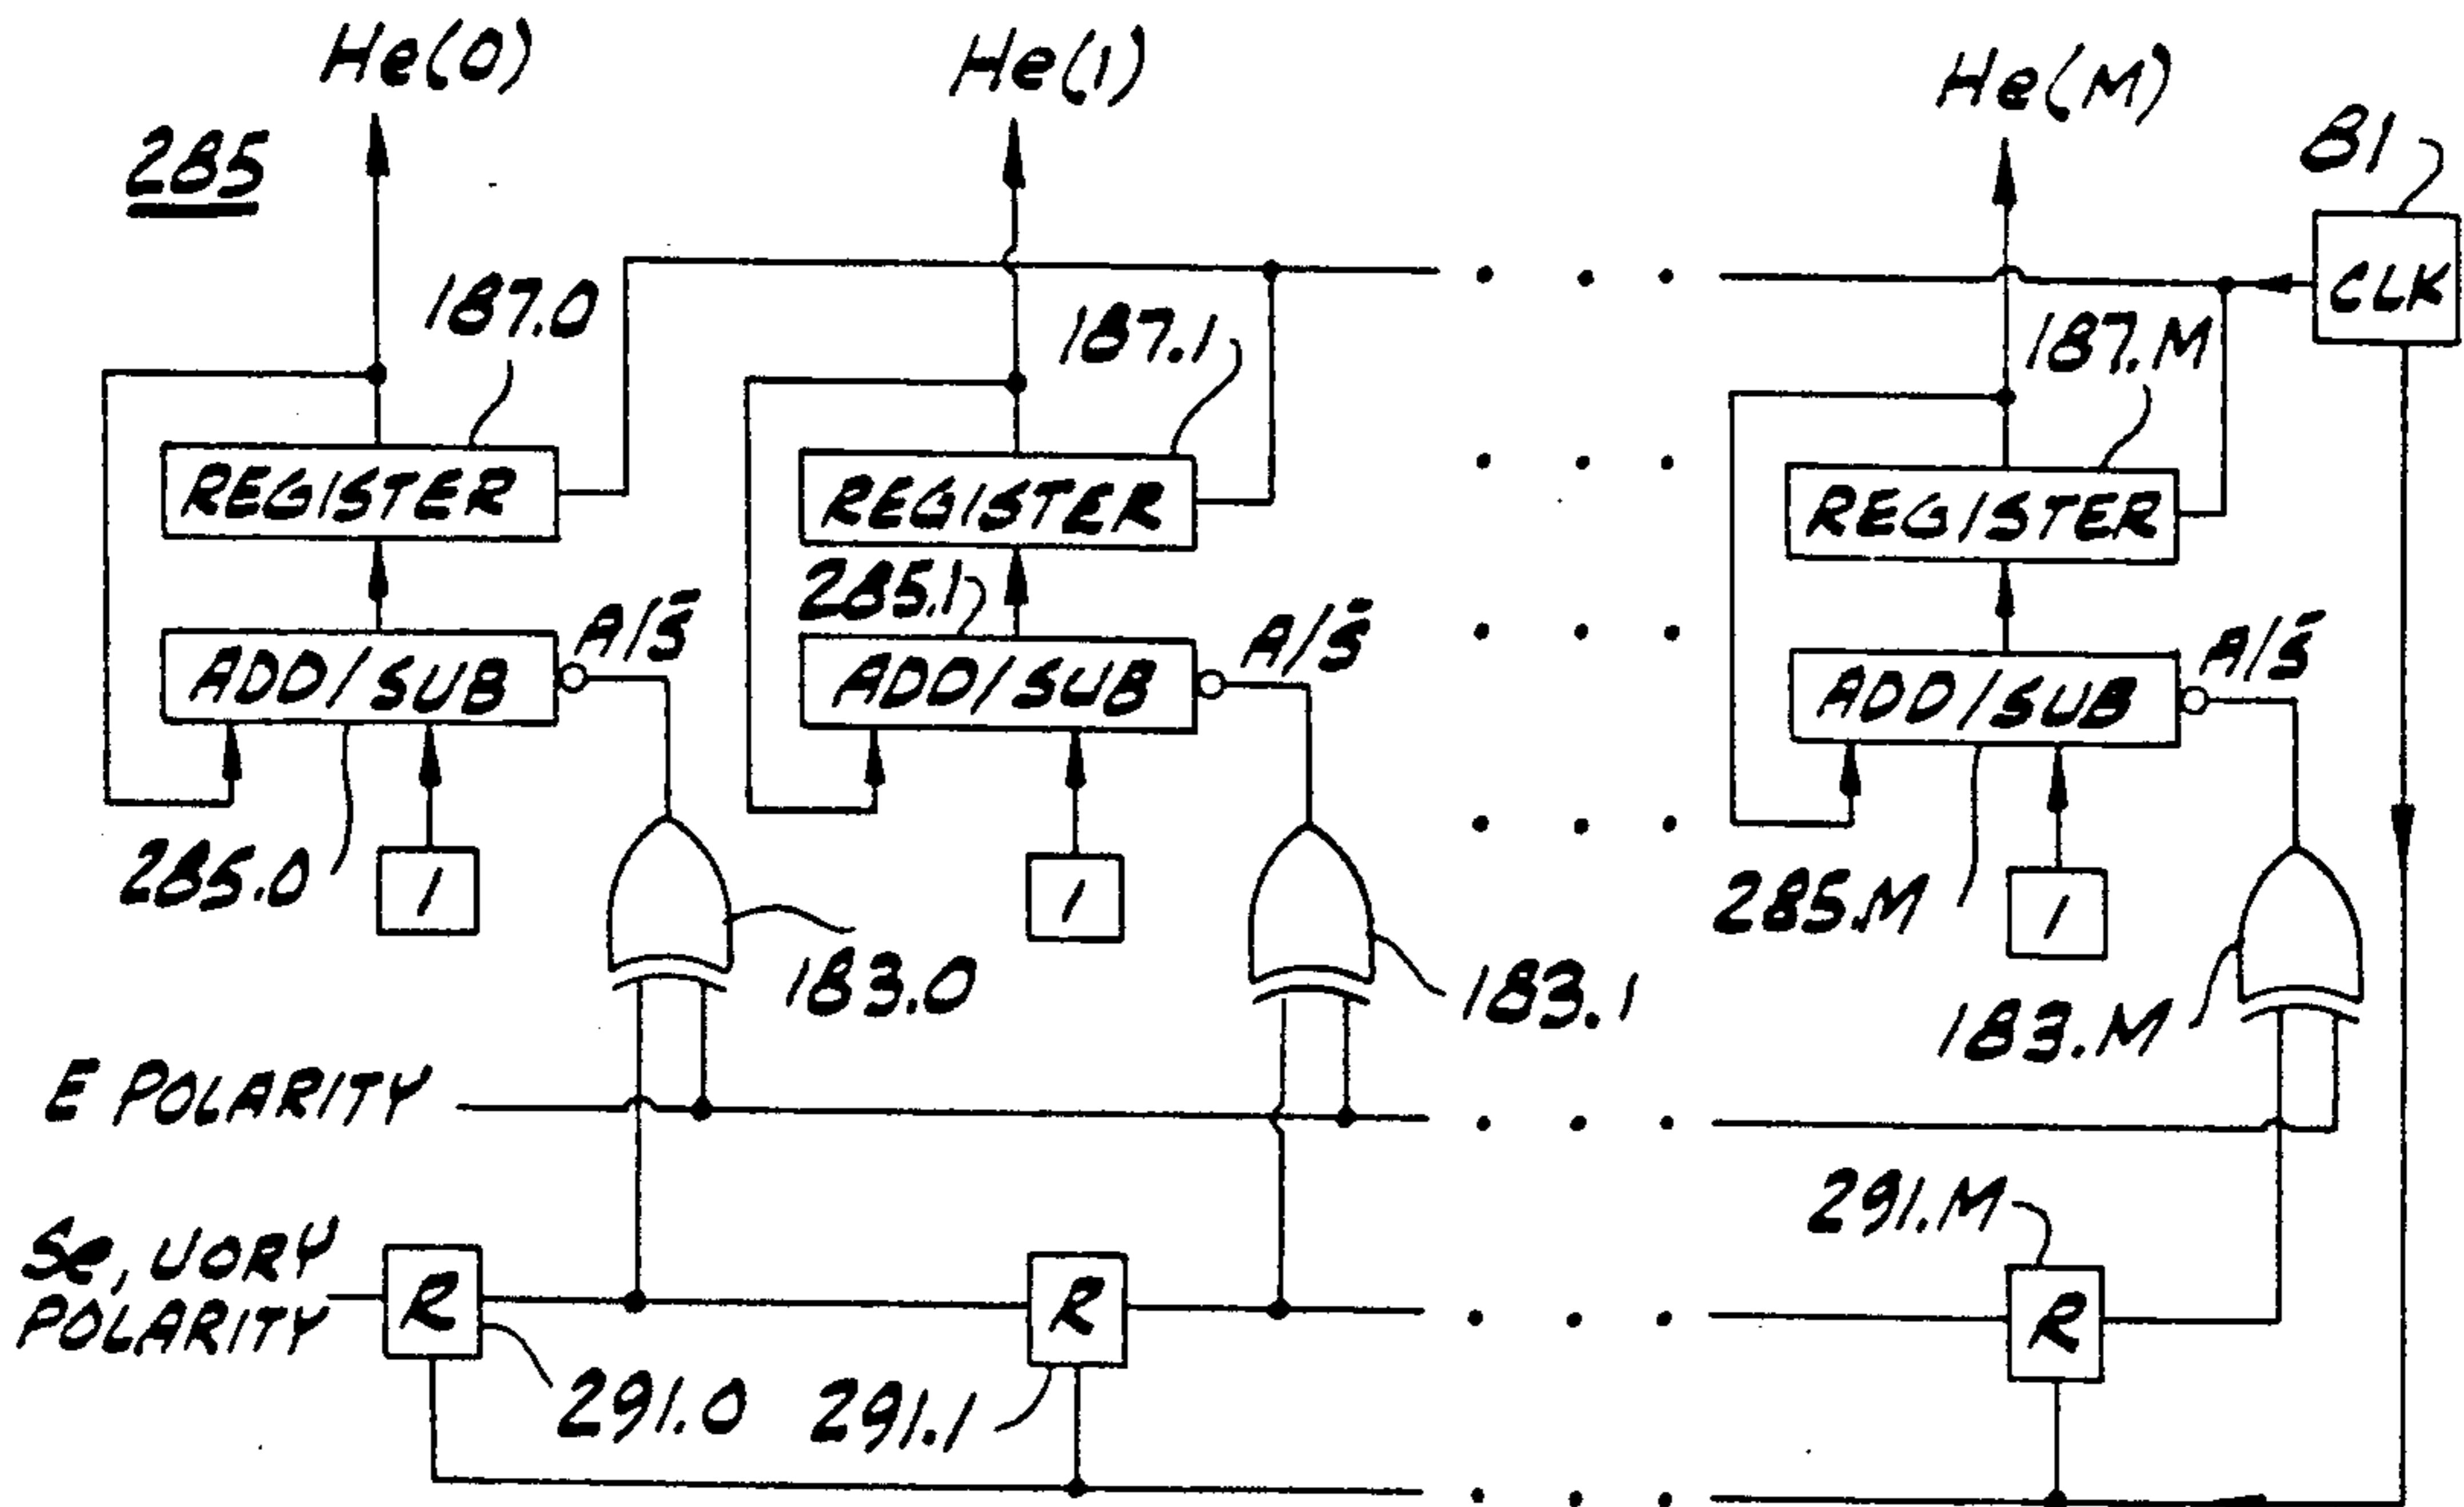 He(0) He(1) He(M)
285 81
CLK
187.0 187.1 187.M
REGISTER REGISTER REGISTER
285.1
A/S̄ A/S̄ A/S̄
ADD/SUB ADD/SUB ADD/SUB
285.0 1 1 285.M 1
183.0 183.1 183.M
E POLARITY
291.M
Se, UORY
POLARITY
R R R
291.0 291.1